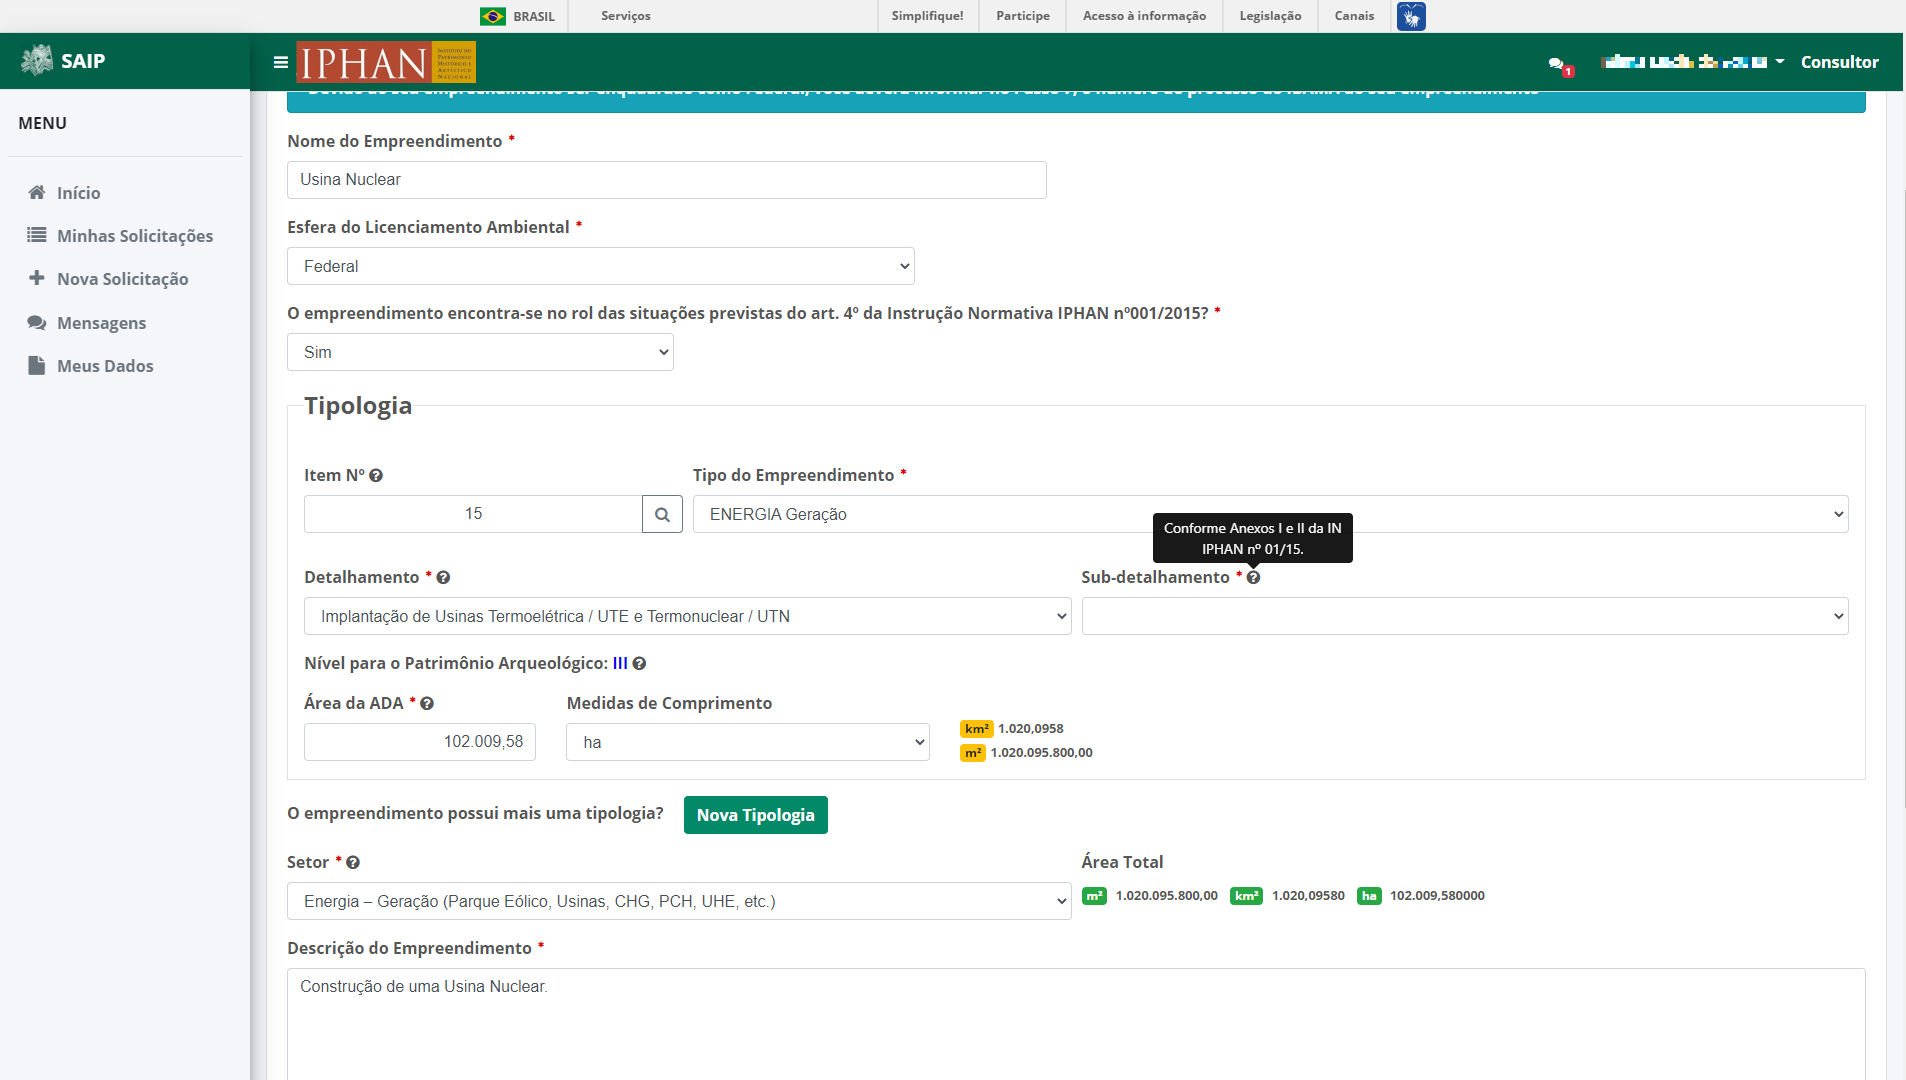 BRASIL
Serviços
Simplifique!
Participe
Acesso à informação
Legislação
Canais
SAIP
IPHAN
INSTITUTO DO
PATRIMÔNIO
HISTÓRICO E
ARTÍSTICO
NACIONAL
1
Consultor
MENU
Início
Minhas Solicitações
Nova Solicitação
Mensagens
Meus Dados
Nome do Empreendimento *
Usina Nuclear
Esfera do Licenciamento Ambiental *
Federal
O empreendimento encontra-se no rol das situações previstas do art. 4º da Instrução Normativa IPHAN nº001/2015? *
Sim
Tipologia
Item Nº
Tipo do Empreendimento *
15
ENERGIA Geração
Conforme Anexos I e II da IN
IPHAN nº 01/15.
Detalhamento *
Sub-detalhamento *
Implantação de Usinas Termoelétrica / UTE e Termonuclear / UTN
Nível para o Patrimônio Arqueológico: III
Área da ADA *
Medidas de Comprimento
102.009,58
ha
km² 1.020,0958
m² 1.020.095.800,00
O empreendimento possui mais uma tipologia?
Nova Tipologia
Setor *
Área Total
Energia – Geração (Parque Eólico, Usinas, CHG, PCH, UHE, etc.)
m² 1.020.095.800,00 km² 1.020,09580 ha 102.009,580000
Descrição do Empreendimento *
Construção de uma Usina Nuclear.